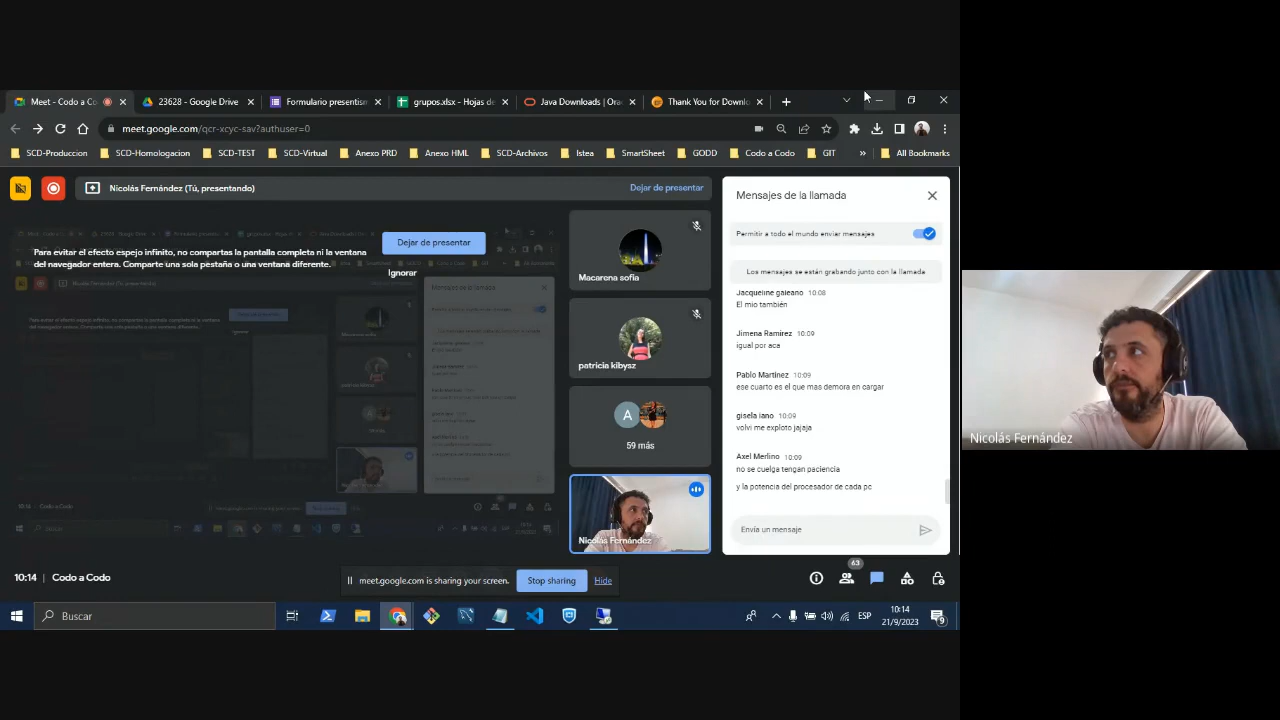 Meet - Codo a Co
23628 - Google Drive
Formulario presentism
grupos.xlsx - Hojas de
Java Downloads | Orac
Thank You for Downlo
meet.google.com/qcr-xcyc-sav?authuser=0
SCD-Produccion
SCD-Homologacion
SCD-TEST
SCD-Virtual
Anexo PRD
Anexo HML
SCD-Archivos
Istea
SmartSheet
GODD
Codo a Codo
GIT
»
All Bookmarks
Nicolás Fernández (Tú, presentando)
Dejar de presentar
Para evitar el efecto espejo infinito, no compartas la pantalla completa ni la ventana
del navegador entera. Comparte una sola pestaña o una ventana diferente.
Dejar de presentar
Ignorar
Macarena sofia
patricia kibysz
A
59 más
Nicolás Fernández
Mensajes de la llamada
Permitir a todo el mundo enviar mensajes
Los mensajes se están grabando junto con la llamada
Jacqueline galeano 10:08
El mio también
Jimena Ramirez 10:09
igual por aca
Pablo Martínez 10:09
ese cuarto es el que mas demora en cargar
gisela iano 10:09
volvi me exploto jajaja
Axel Merlino 10:09
no se cuelga tengan paciencia
y la potencia del procesador de cada pc
Envía un mensaje
10:14 | Codo a Codo
meet.google.com is sharing your screen.
Stop sharing
Hide
63
Buscar
ESP
10:14
21/9/2023
9
Nicolás Fernández